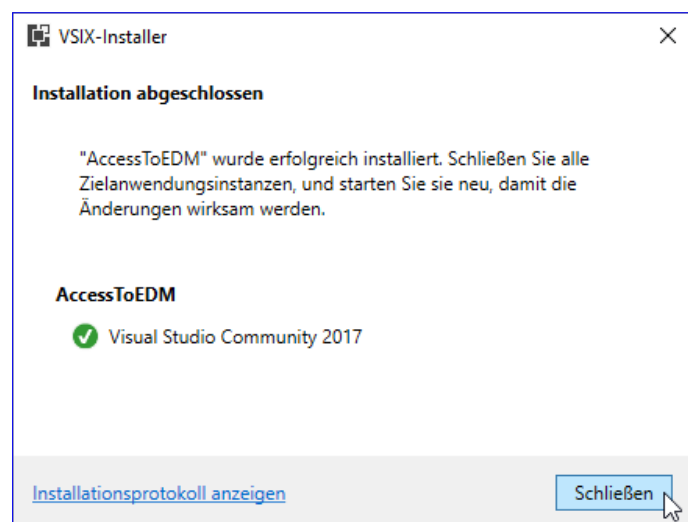 VSIX-Installer
Installation abgeschlossen
"AccessToEDM" wurde erfolgreich installiert. Schließen Sie alle
Zielanwendungsinstanzen, und starten Sie sie neu, damit die
Änderungen wirksam werden.
AccessToEDM
Visual Studio Community 2017
Installationsprotokoll anzeigen
Schließen